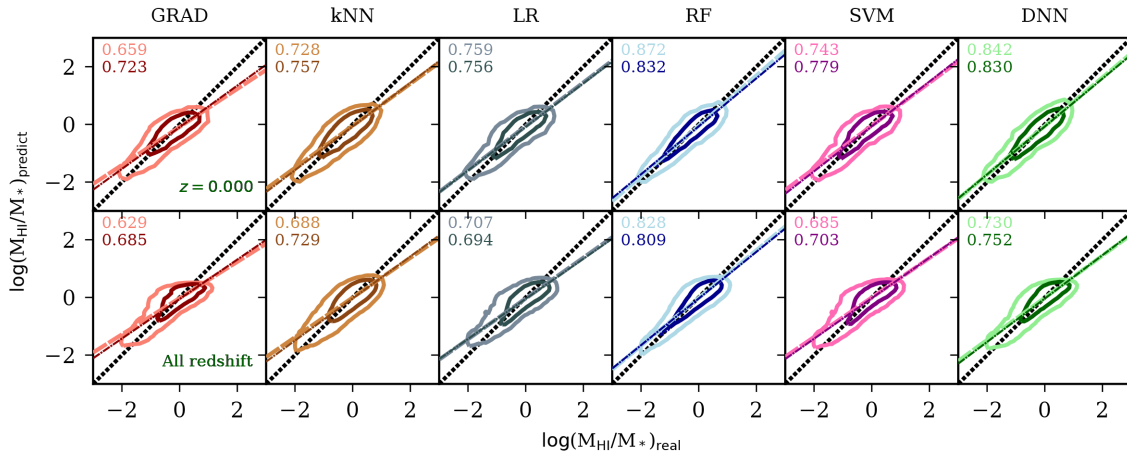 GRAD kNN LR RF SVM DNN
0.659 0.728 0.759 0.872 0.743 0.842
0.723 0.757 0.756 0.832 0.779 0.830
2
0
−2
z = 0.000
log(M_HI/M_*)_predict
0.629 0.688 0.707 0.828 0.685 0.730
0.685 0.729 0.694 0.809 0.703 0.752
2
0
−2
All redshift
−2 0 2 −2 0 2 −2 0 2 −2 0 2 −2 0 2 −2 0 2
log(M_HI/M_*)_real